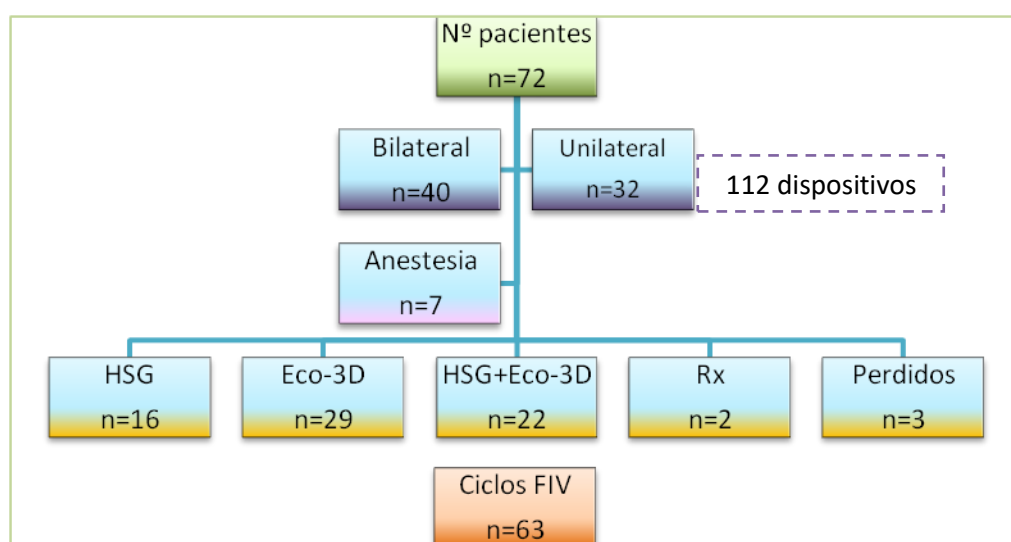 Nº pacientes
n=72
Bilateral
n=40
Unilateral
n=32
112 dispositivos
Anestesia
n=7
HSG
n=16
Eco-3D
n=29
HSG+Eco-3D
n=22
Rx
n=2
Perdidos
n=3
Ciclos FIV
n=63